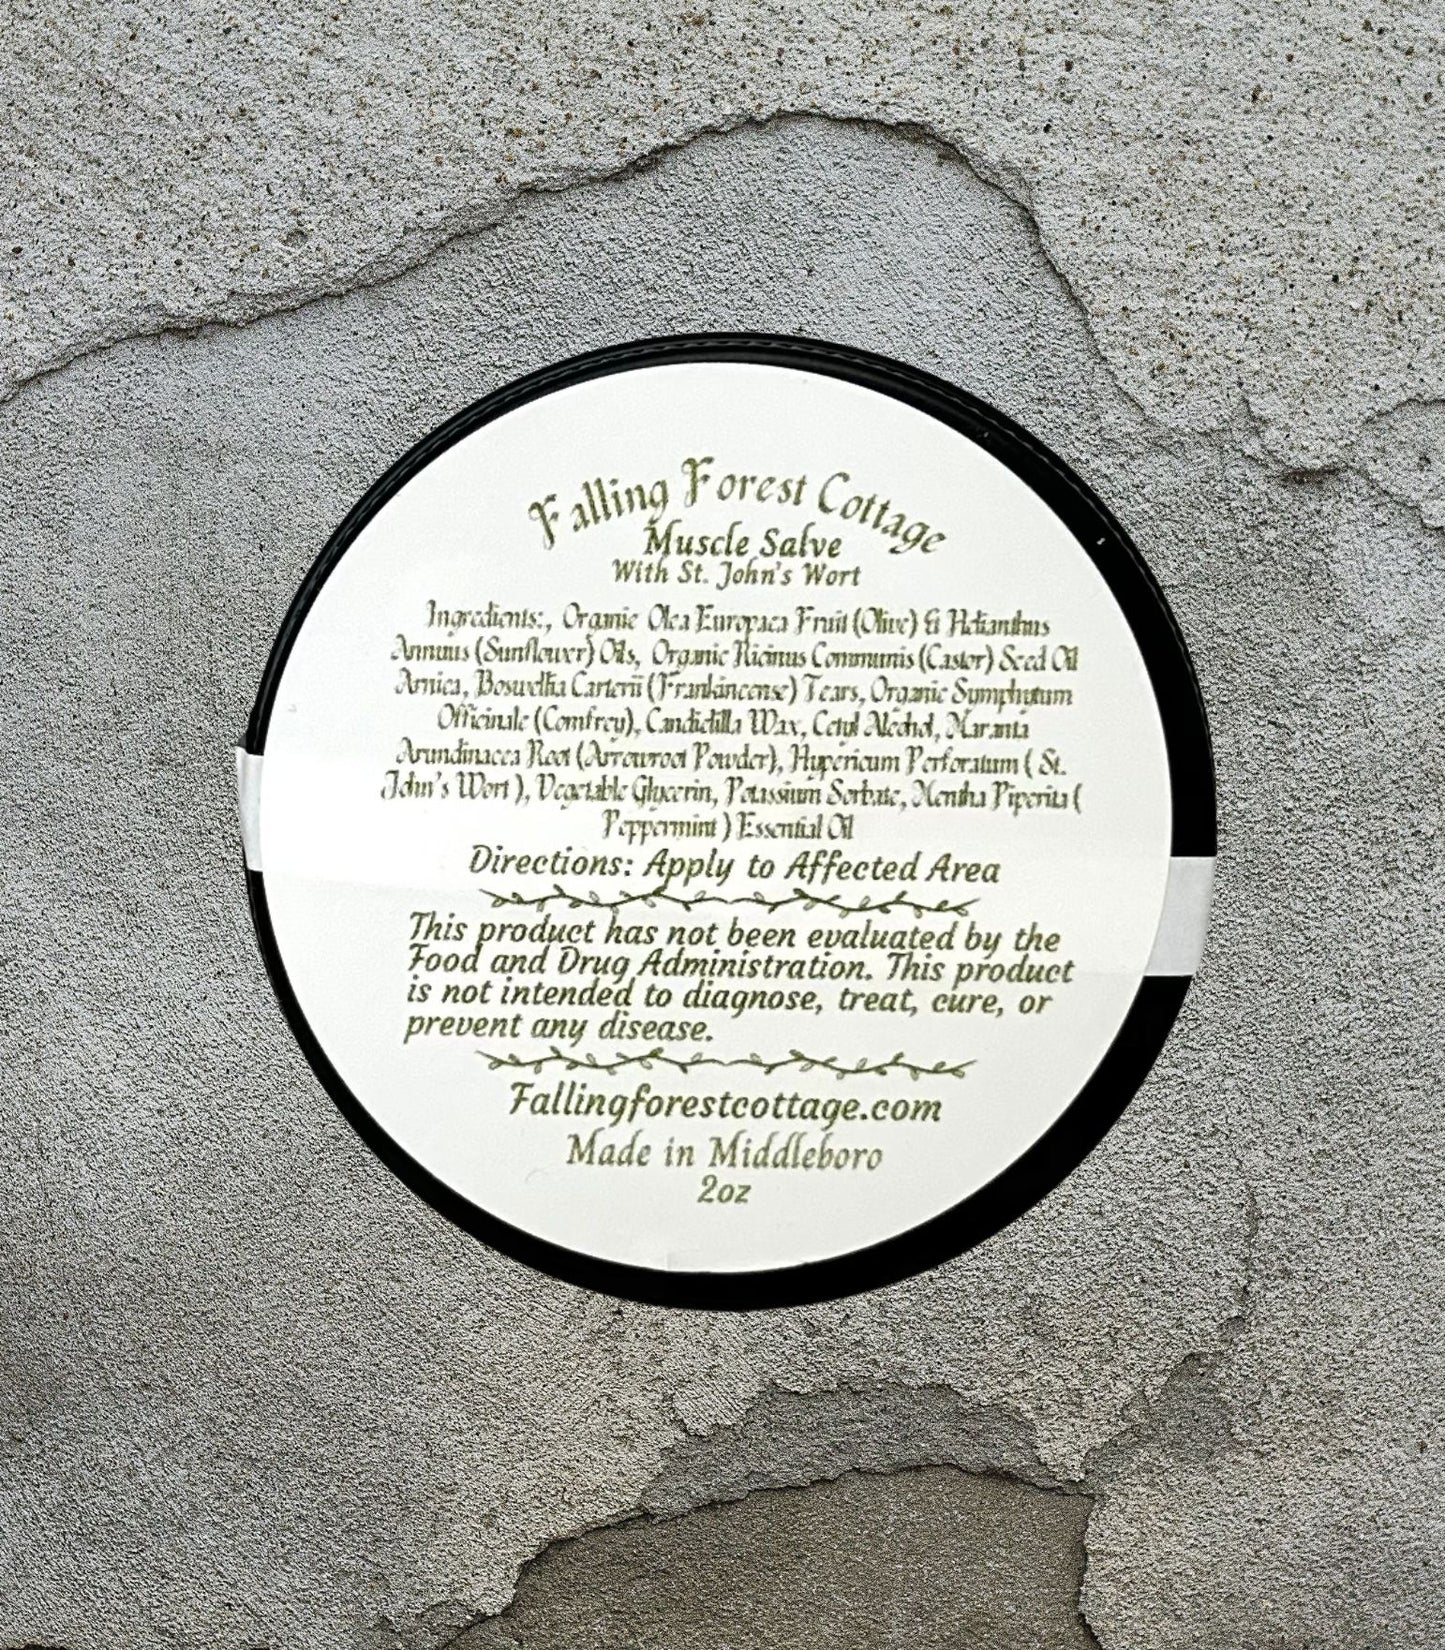 Falling Forest Cottage
Muscle Salve
With St. John's Wort
Ingredients:, Organic Olea Europaea Fruit (Olive) & Helianthus
Annuus (Sunflower) Oils, Organic Ricinus Communis (Castor) Seed Oil
Arnica, Boswellia Carterii (Frankincense) Tears, Organic Symphytum
Officinale (Comfrey), Candielilla Wax, Cetyl Alcohol, Maranta
Arundinacea Root (Arrowroot Powder), Hypericum Perforatum ( St.
John's Wort ), Vegetable Glycerin, Potassium Sorbate, Mentha Piperita (
Peppermint ) Essential Oil
Directions: Apply to Affected Area
This product has not been evaluated by the
Food and Drug Administration. This product
is not intended to diagnose, treat, cure, or
prevent any disease.
Fallingforestcottage.com
Made in Middleboro
2oz